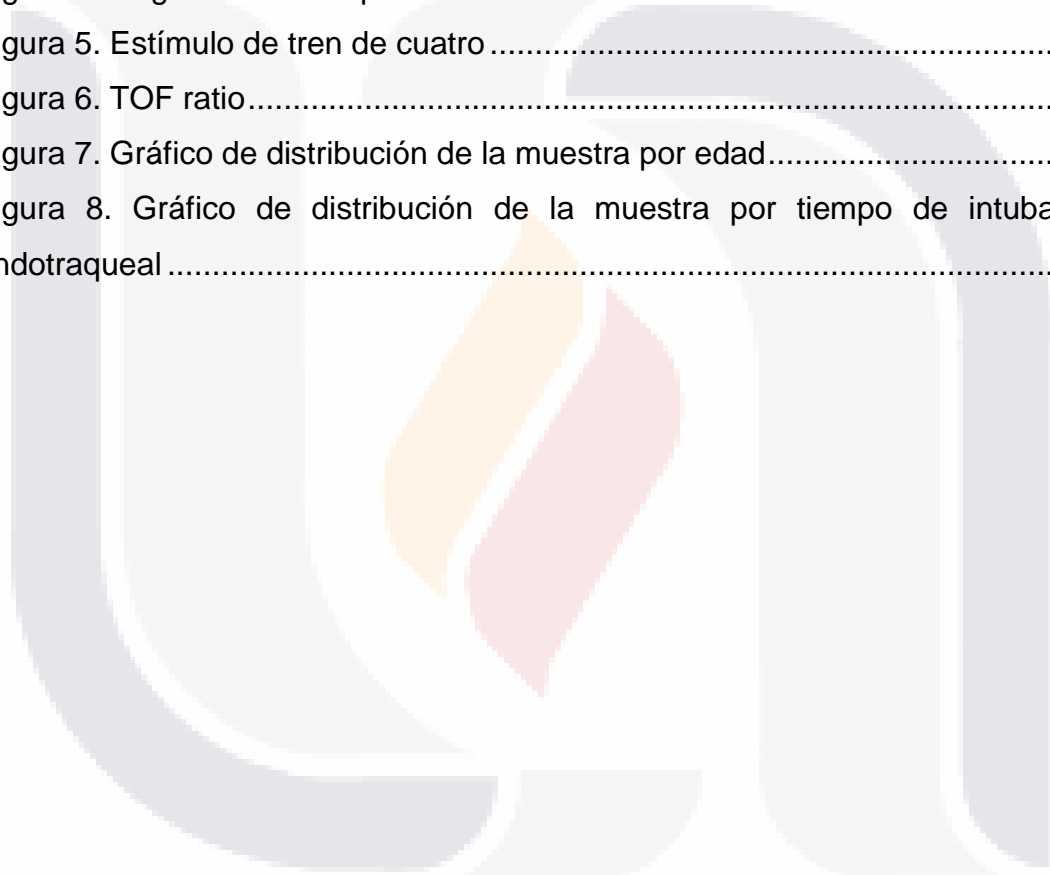 gura 5. Estímulo de tren de cuatro ................................................................
gura 6. TOF ratio...........................................................................................
gura 7. Gráfico de distribución de la muestra por edad................................
gura 8. Gráfico de distribución de la muestra por tiempo de intuba
ndotraqueal ....................................................................................................